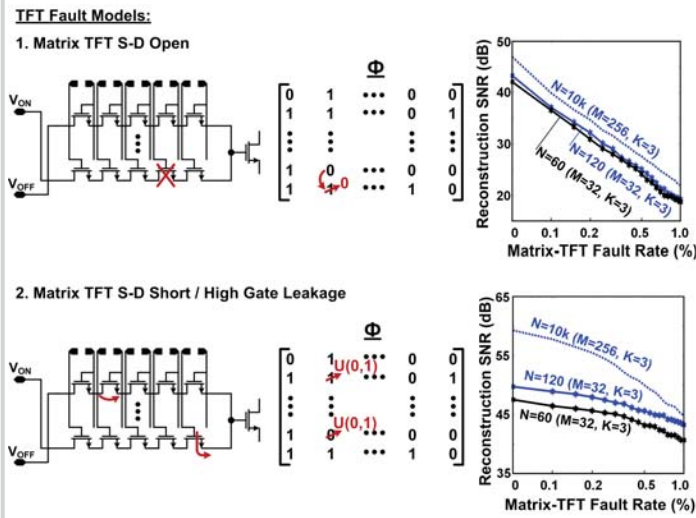 TFT Fault Models:
1. Matrix TFT S-D Open
V_ON
V_OFF
Φ
0 1 ••• 0 0
1 1 ••• 0 1
1 0 ••• 0 0
1 1 0 ••• 1 0
Reconstruction SNR (dB)
50
40
30
20
N=10k (M=256, K=3)
N=120 (M=32, K=3)
N=60 (M=32, K=3)
0 0.1 0.2 0.5 1.0
Matrix-TFT Fault Rate (%)
2. Matrix TFT S-D Short / High Gate Leakage
V_ON
V_OFF
Φ
0 1 ••• 0 0
1 1 U(0,1) ••• 0 1
U(0,1)
1 0 ••• 0 0
1 1 ••• 1 0
Reconstruction SNR (dB)
65
55
45
35
N=10k (M=256, K=3)
N=120 (M=32, K=3)
N=60 (M=32, K=3)
0 0.1 0.2 0.5 1.0
Matrix-TFT Fault Rate (%)